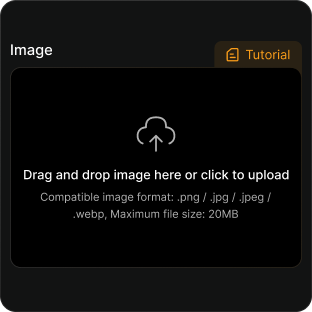 Image
Tutorial
Drag and drop image here or click to upload
Compatible image format: .png / .jpg / .jpeg /
.webp, Maximum file size: 20MB